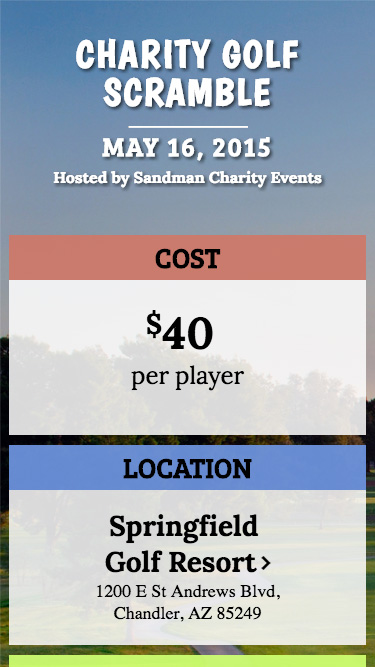 CHARITY GOLF
SCRAMBLE
MAY 16, 2015
Hosted by Sandman Charity Events
COST
$40
per player
LOCATION
Springfield
Golf Resort ›
1200 E St Andrews Blvd,
Chandler, AZ 85249